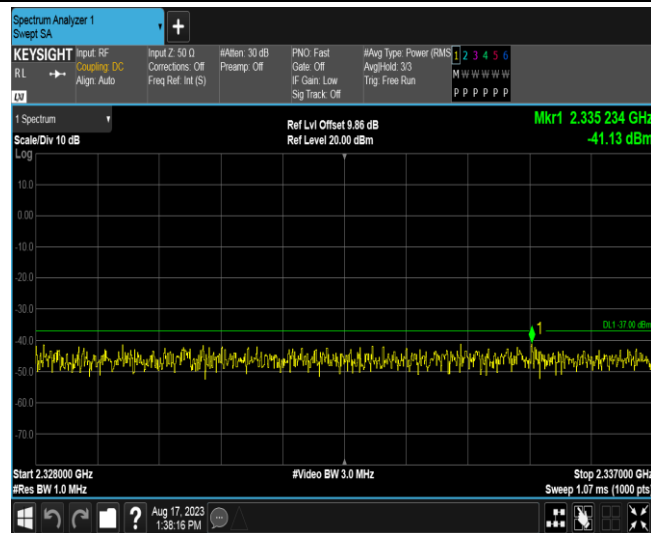 Spectrum Analyzer 1
Swept SA
+
KEYSIGHT Input: RF Input Z: 50 Ω #Atten: 30 dB PNO: Fast #Avg Type: Power (RMS 1 2 3 4 5 6
RL Coupling: DC Corrections: Off Preamp: Off Gate: Off Avg|Hold: 3/3 M W W W W W
Align: Auto Freq Ref: Int (S) IF Gain: Low Trig: Free Run
Sig Track: Off P P P P P P
LXI
1 Spectrum Ref Lvl Offset 9.86 dB Mkr1 2.335 234 GHz
Scale/Div 10 dB Ref Level 20.00 dBm -41.13 dBm
Log
10.0
0.00
-10.0
-20.0
-30.0
1 DL1 -37.00 dBm
-40.0
-50.0
-60.0
-70.0
Start 2.328000 GHz #Video BW 3.0 MHz Stop 2.337000 GHz
#Res BW 1.0 MHz Sweep 1.07 ms (1000 pts)
? Aug 17, 2023
1:38:16 PM